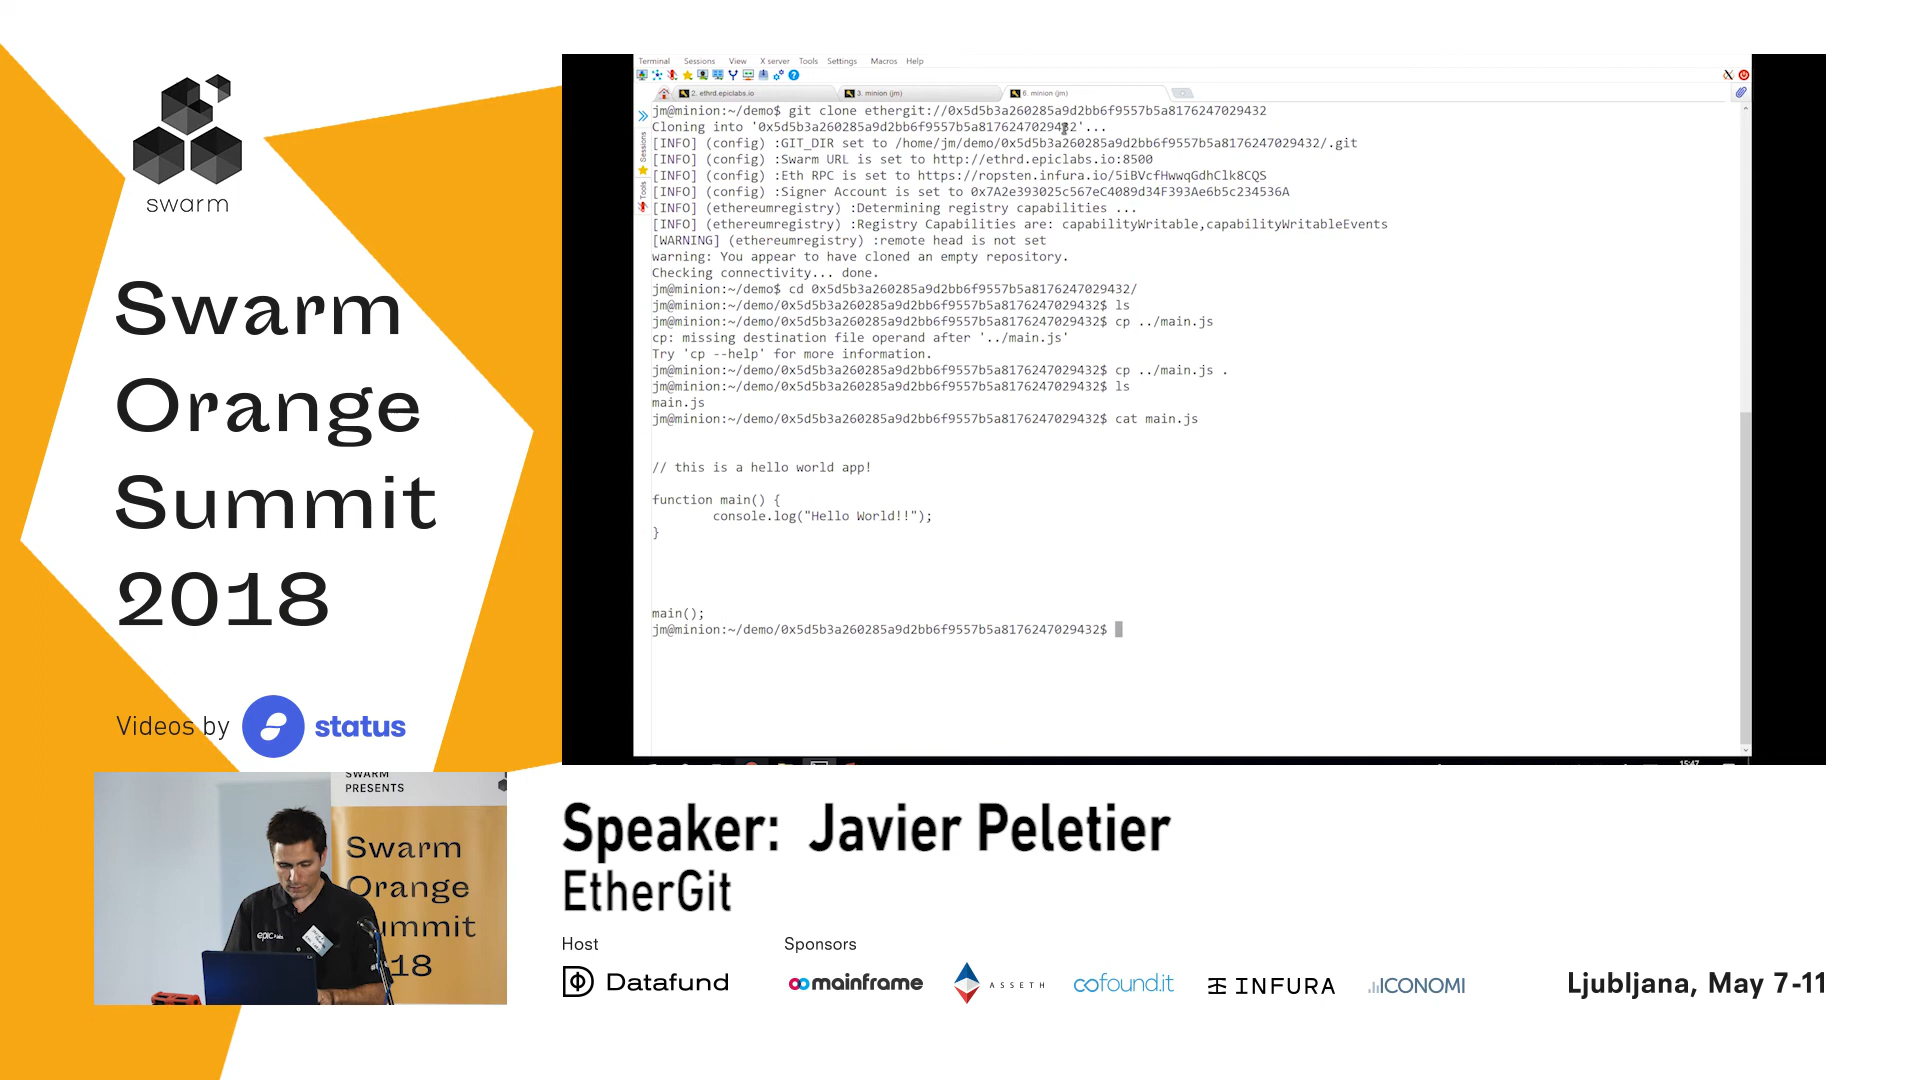 swarm
Swarm
Orange
Summit
2018
Videos by status
Terminal Sessions View X server Tools Settings Macros Help
2. ethrd.epiclabs.io
3. minion (jm)
6. minion (jm)
Sessions
Tools
jm@minion:~/demo$ git clone ethergit://0x5d5b3a260285a9d2bb6f9557b5a8176247029432
Cloning into '0x5d5b3a260285a9d2bb6f9557b5a8176247029432'...
[INFO] (config) :GIT_DIR set to /home/jm/demo/0x5d5b3a260285a9d2bb6f9557b5a8176247029432/.git
[INFO] (config) :Swarm URL is set to http://ethrd.epiclabs.io:8500
[INFO] (config) :Eth RPC is set to https://ropsten.infura.io/5iBVcfHwwqGdhClk8CQS
[INFO] (config) :Signer Account is set to 0x7A2e393025c567eC4089d34F393Ae6b5c234536A
[INFO] (ethereumregistry) :Determining registry capabilities ...
[INFO] (ethereumregistry) :Registry Capabilities are: capabilityWritable,capabilityWritableEvents
[WARNING] (ethereumregistry) :remote head is not set
warning: You appear to have cloned an empty repository.
Checking connectivity... done.
jm@minion:~/demo$ cd 0x5d5b3a260285a9d2bb6f9557b5a8176247029432/
jm@minion:~/demo/0x5d5b3a260285a9d2bb6f9557b5a8176247029432$ ls
jm@minion:~/demo/0x5d5b3a260285a9d2bb6f9557b5a8176247029432$ cp ../main.js
cp: missing destination file operand after '../main.js'
Try 'cp --help' for more information.
jm@minion:~/demo/0x5d5b3a260285a9d2bb6f9557b5a8176247029432$ cp ../main.js .
jm@minion:~/demo/0x5d5b3a260285a9d2bb6f9557b5a8176247029432$ ls
main.js
jm@minion:~/demo/0x5d5b3a260285a9d2bb6f9557b5a8176247029432$ cat main.js
// this is a hello world app!
function main() {
console.log("Hello World!!");
}
main();
jm@minion:~/demo/0x5d5b3a260285a9d2bb6f9557b5a8176247029432$
15:47
SWARM
PRESENTS
Swarm
Orange
ummit
18
epic labs
Speaker: Javier Peletier
EtherGit
Host
Sponsors
Datafund
mainframe
ASSETH
cofound.it
INFURA
ICONOMI
Ljubljana, May 7-11